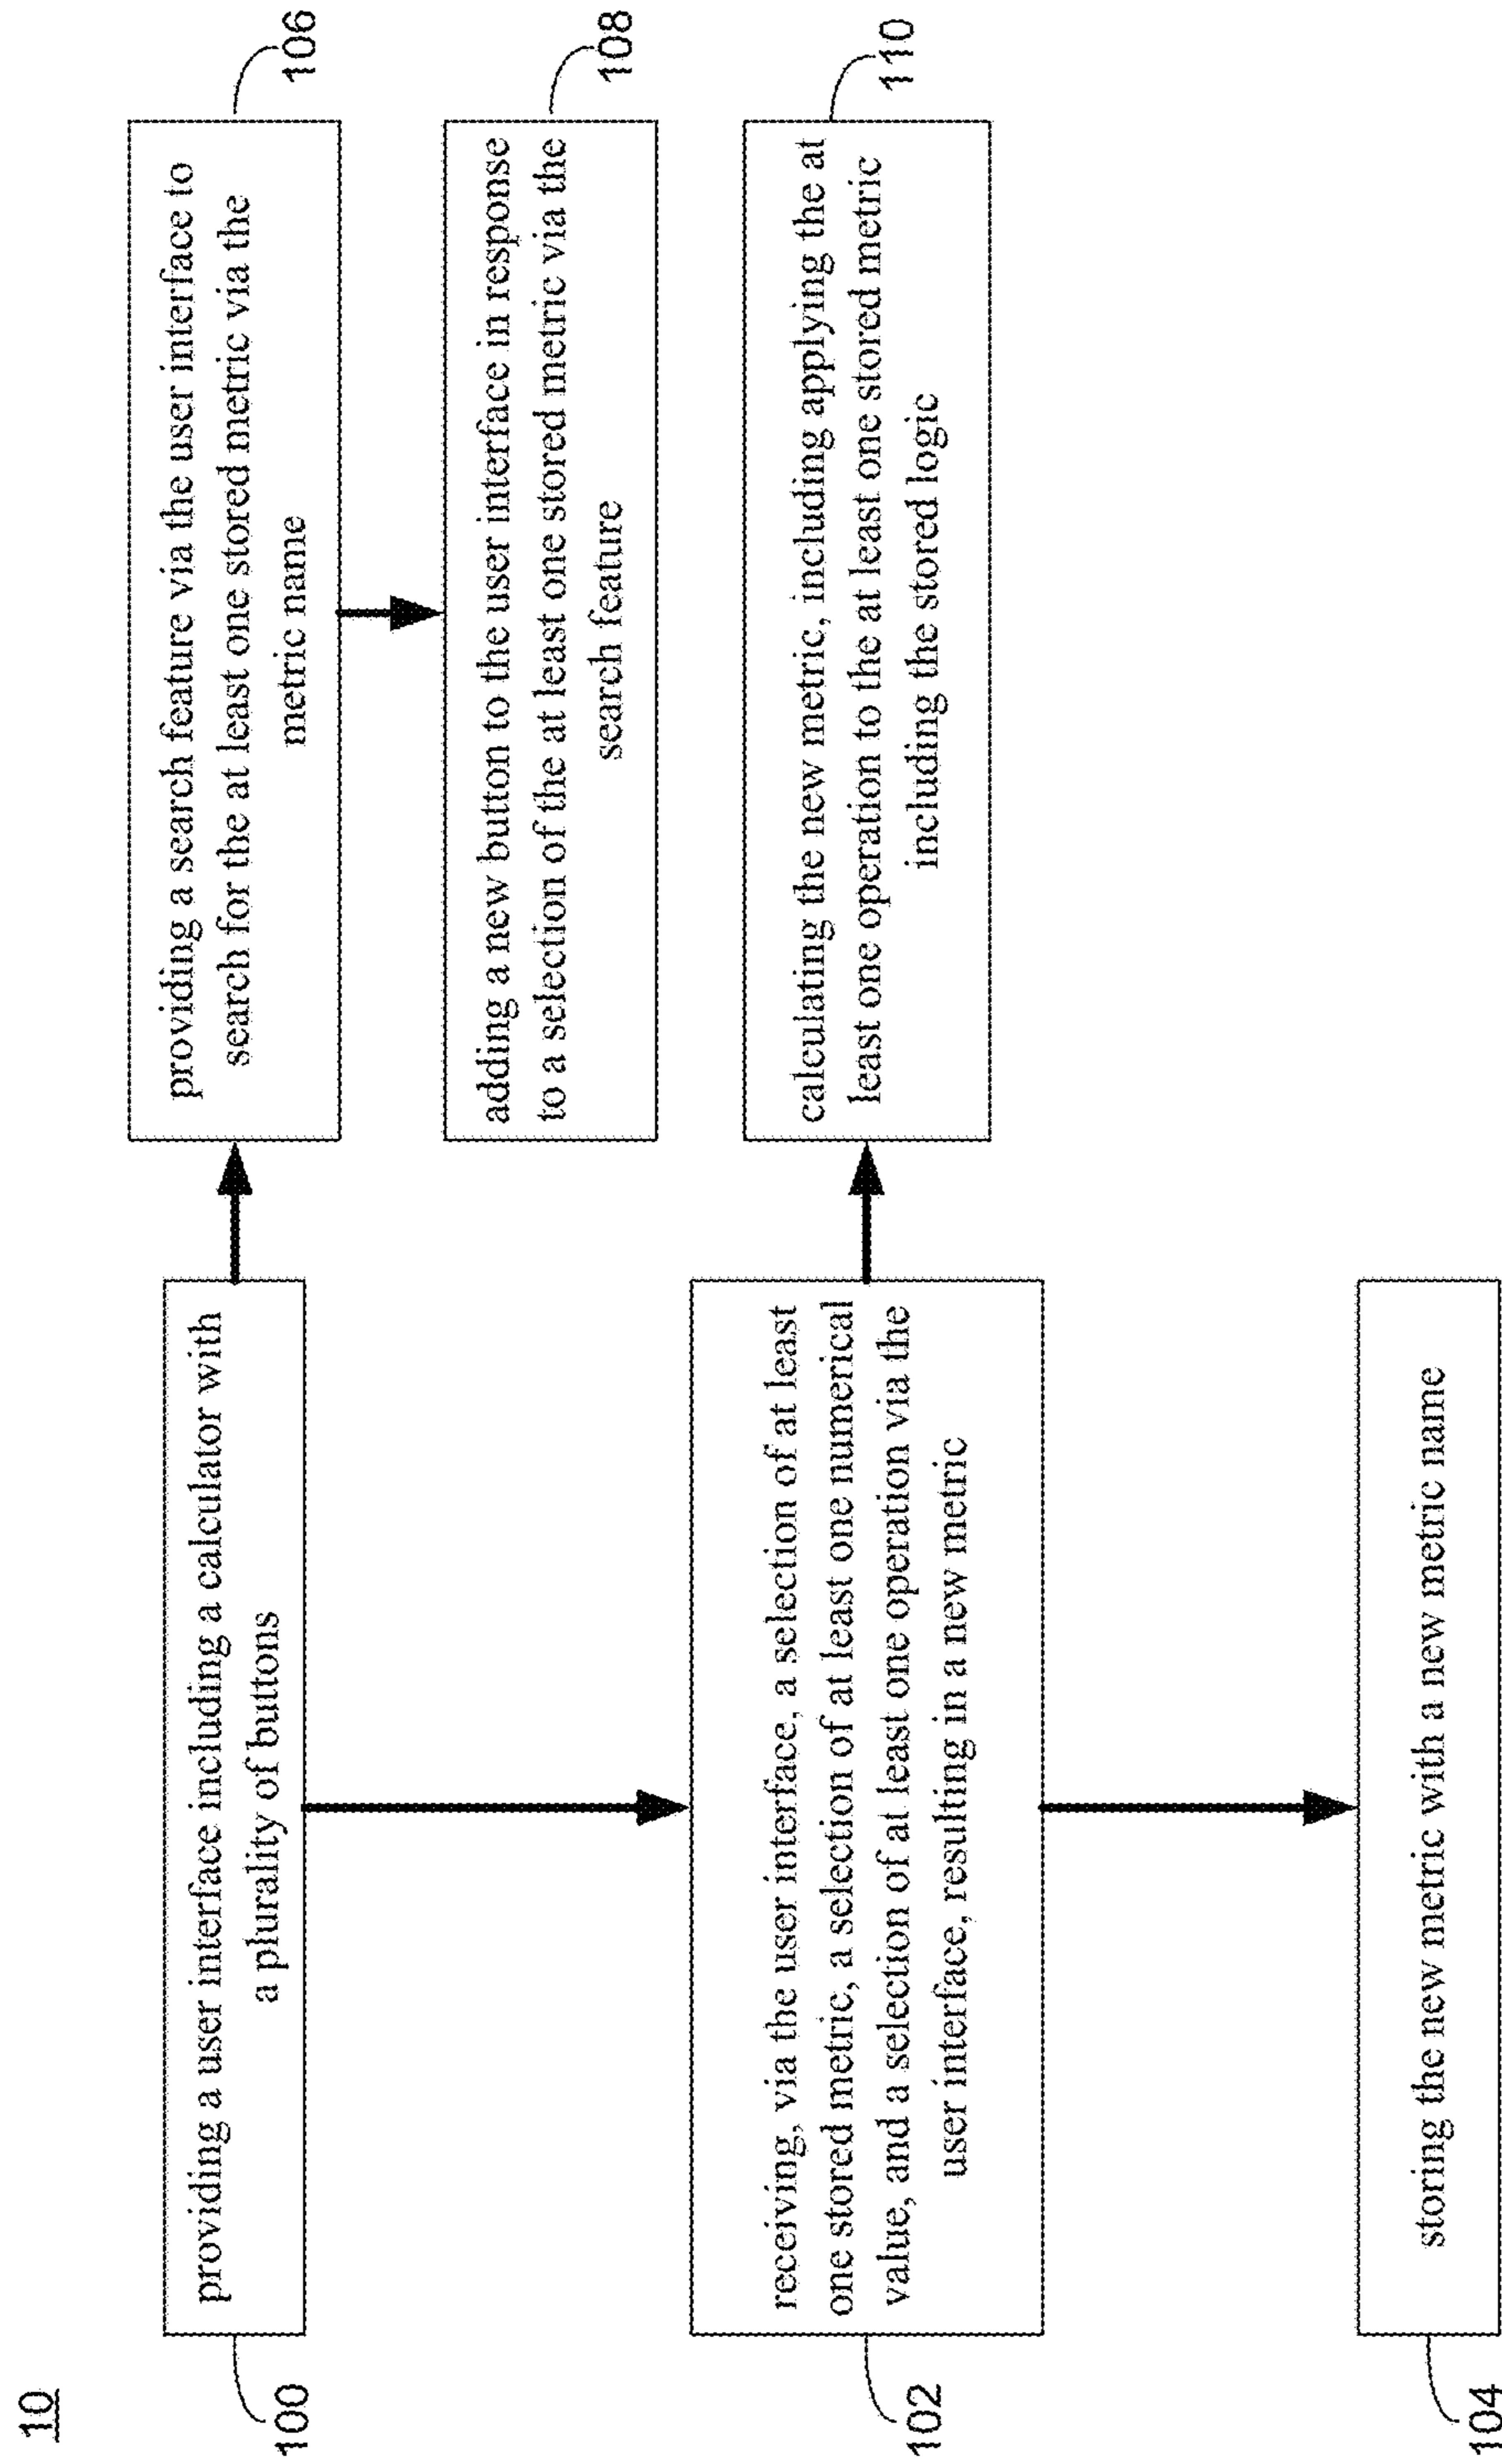 10
100
providing a user interface including a calculator with
a plurality of buttons
providing a search feature via the user interface to
search for the at least one stored metric via the
metric name
106
adding a new button to the user interface in response
to a selection of the at least one stored metric via the
search feature
108
102
receiving, via the user interface, a selection of at least
one stored metric, a selection of at least one numerical
value, and a selection of at least one operation via the
user interface, resulting in a new metric
calculating the new metric, including applying the at
least one operation to the at least one stored metric
including the stored logic
110
104
storing the new metric with a new metric name